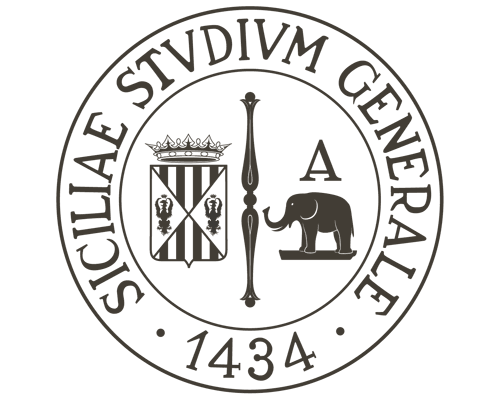 SICILIAE STVDIVM GENERALE
A
· 1434 ·